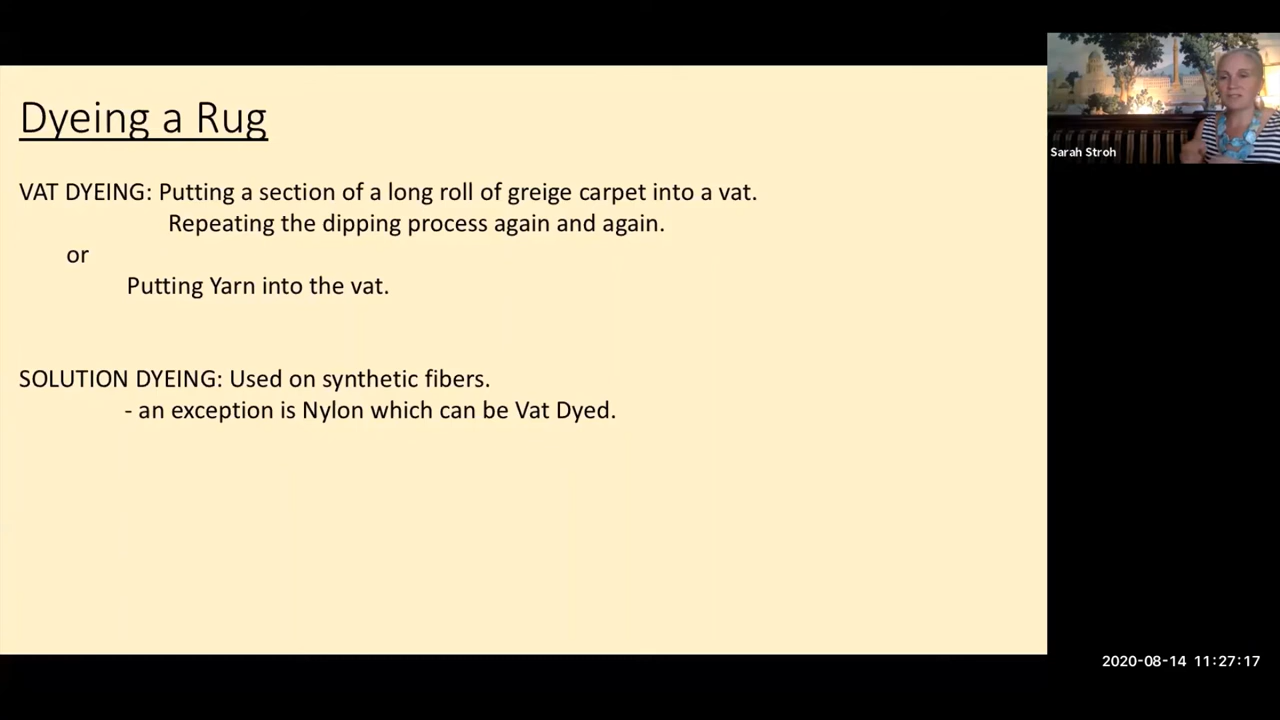 Dyeing a Rug
VAT DYEING: Putting a section of a long roll of greige carpet into a vat.
Repeating the dipping process again and again.
or
Putting Yarn into the vat.
SOLUTION DYEING: Used on synthetic fibers.
- an exception is Nylon which can be Vat Dyed.
Sarah Stroh
2020-08-14 11:27:17